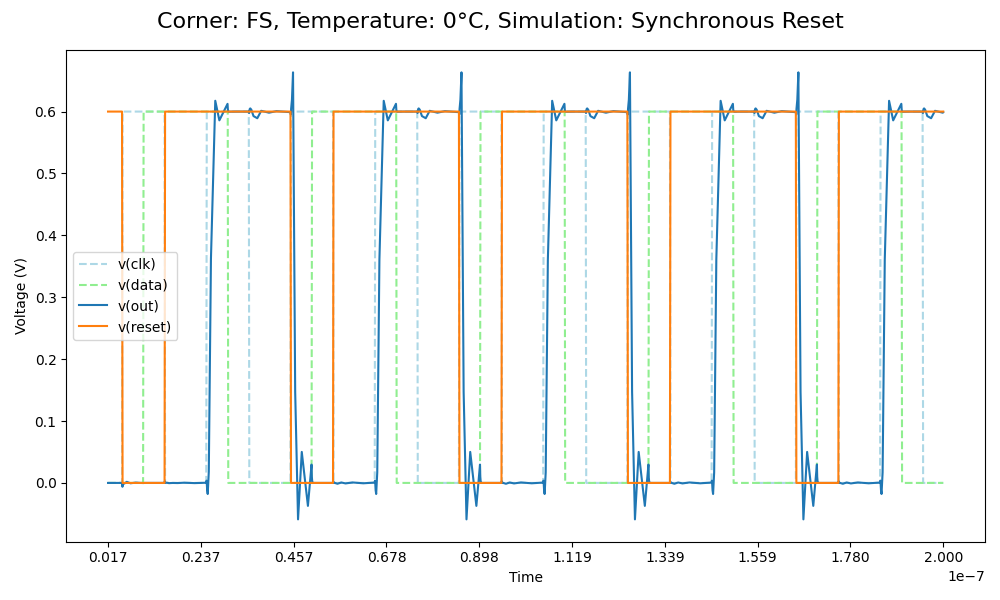 Corner: FS, Temperature: 0°C, Simulation: Synchronous Reset
0.6
0.5
0.4
0.3
0.2
0.1
0.0
Voltage (V)
v(clk)
v(data)
v(out)
v(reset)
0.017 0.237 0.457 0.678 0.898 1.119 1.339 1.559 1.780 2.000
1e−7
Time